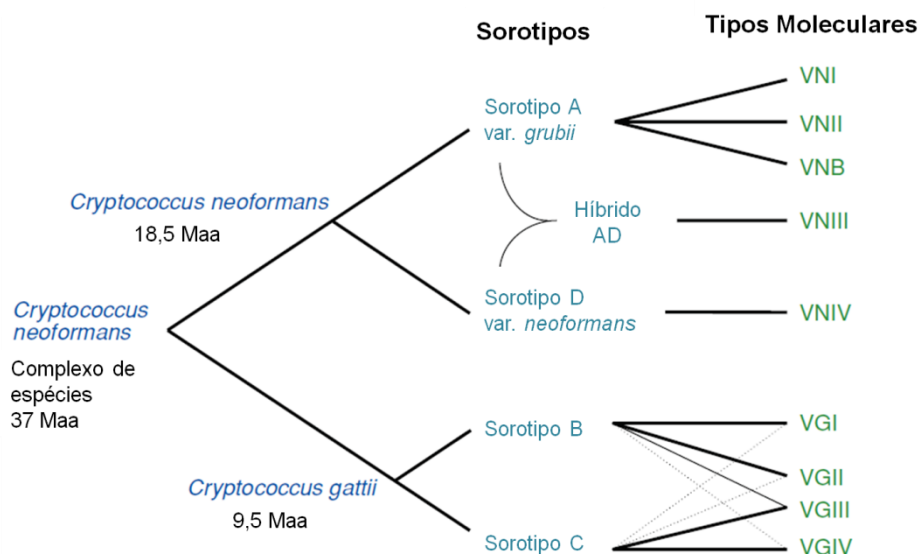 Sorotipos
Tipos Moleculares
Sorotipo A
var. grubii
VNI
VNII
VNB
Cryptococcus neoformans
18,5 Maa
Híbrido
AD
VNIII
Sorotipo D
var. neoformans
VNIV
Cryptococcus
neoformans
Complexo de
espécies
37 Maa
Sorotipo B
VGI
VGII
Cryptococcus gattii
9,5 Maa
VGIII
Sorotipo C
VGIV